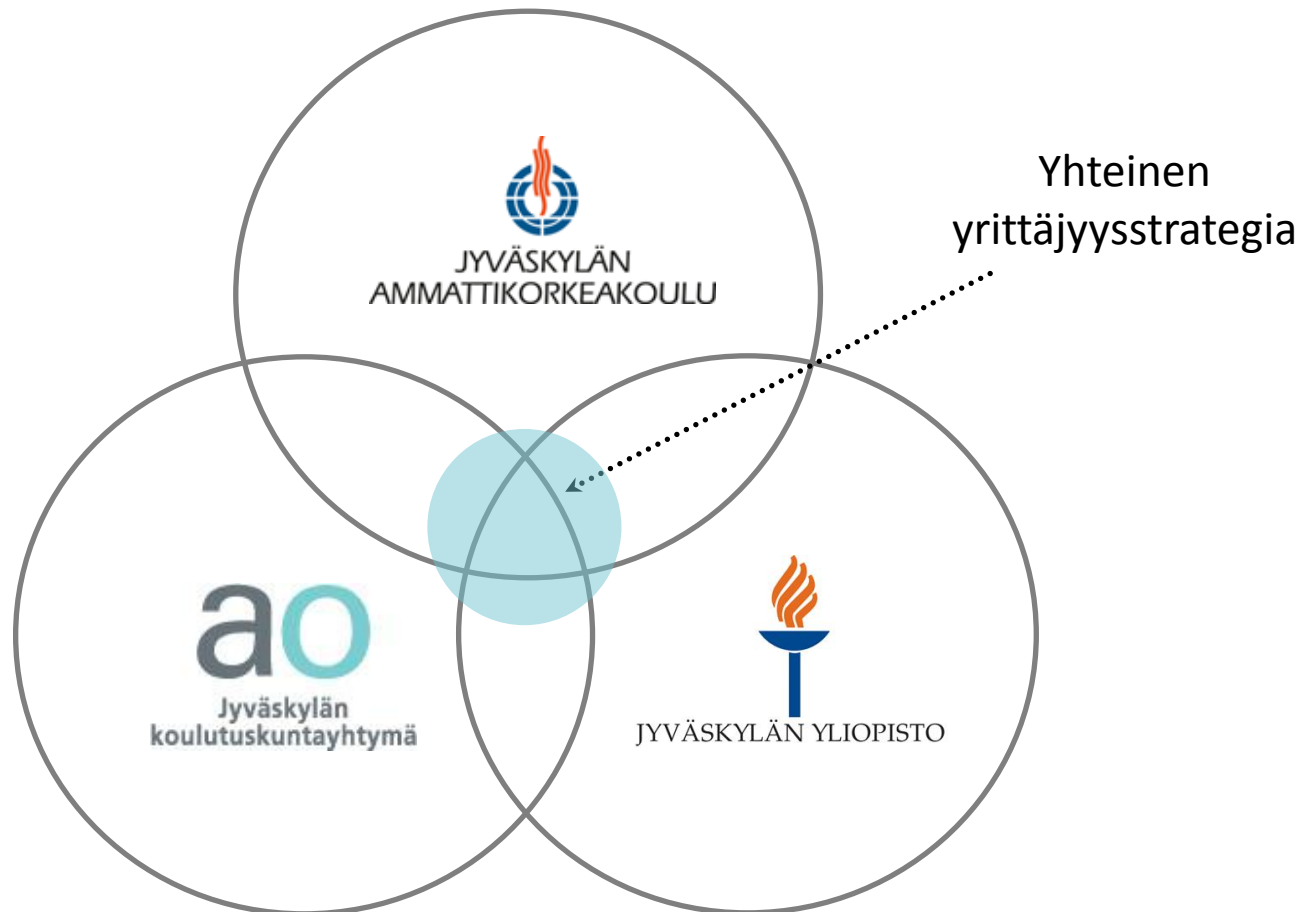 Yhteinen
yrittäjyysstrategia
JYVÄSKYLÄN
AMMATTIKORKEAKOULU
ao
Jyväskylän
koulutuskuntayhtymä
JYVÄSKYLÄN YLIOPISTO